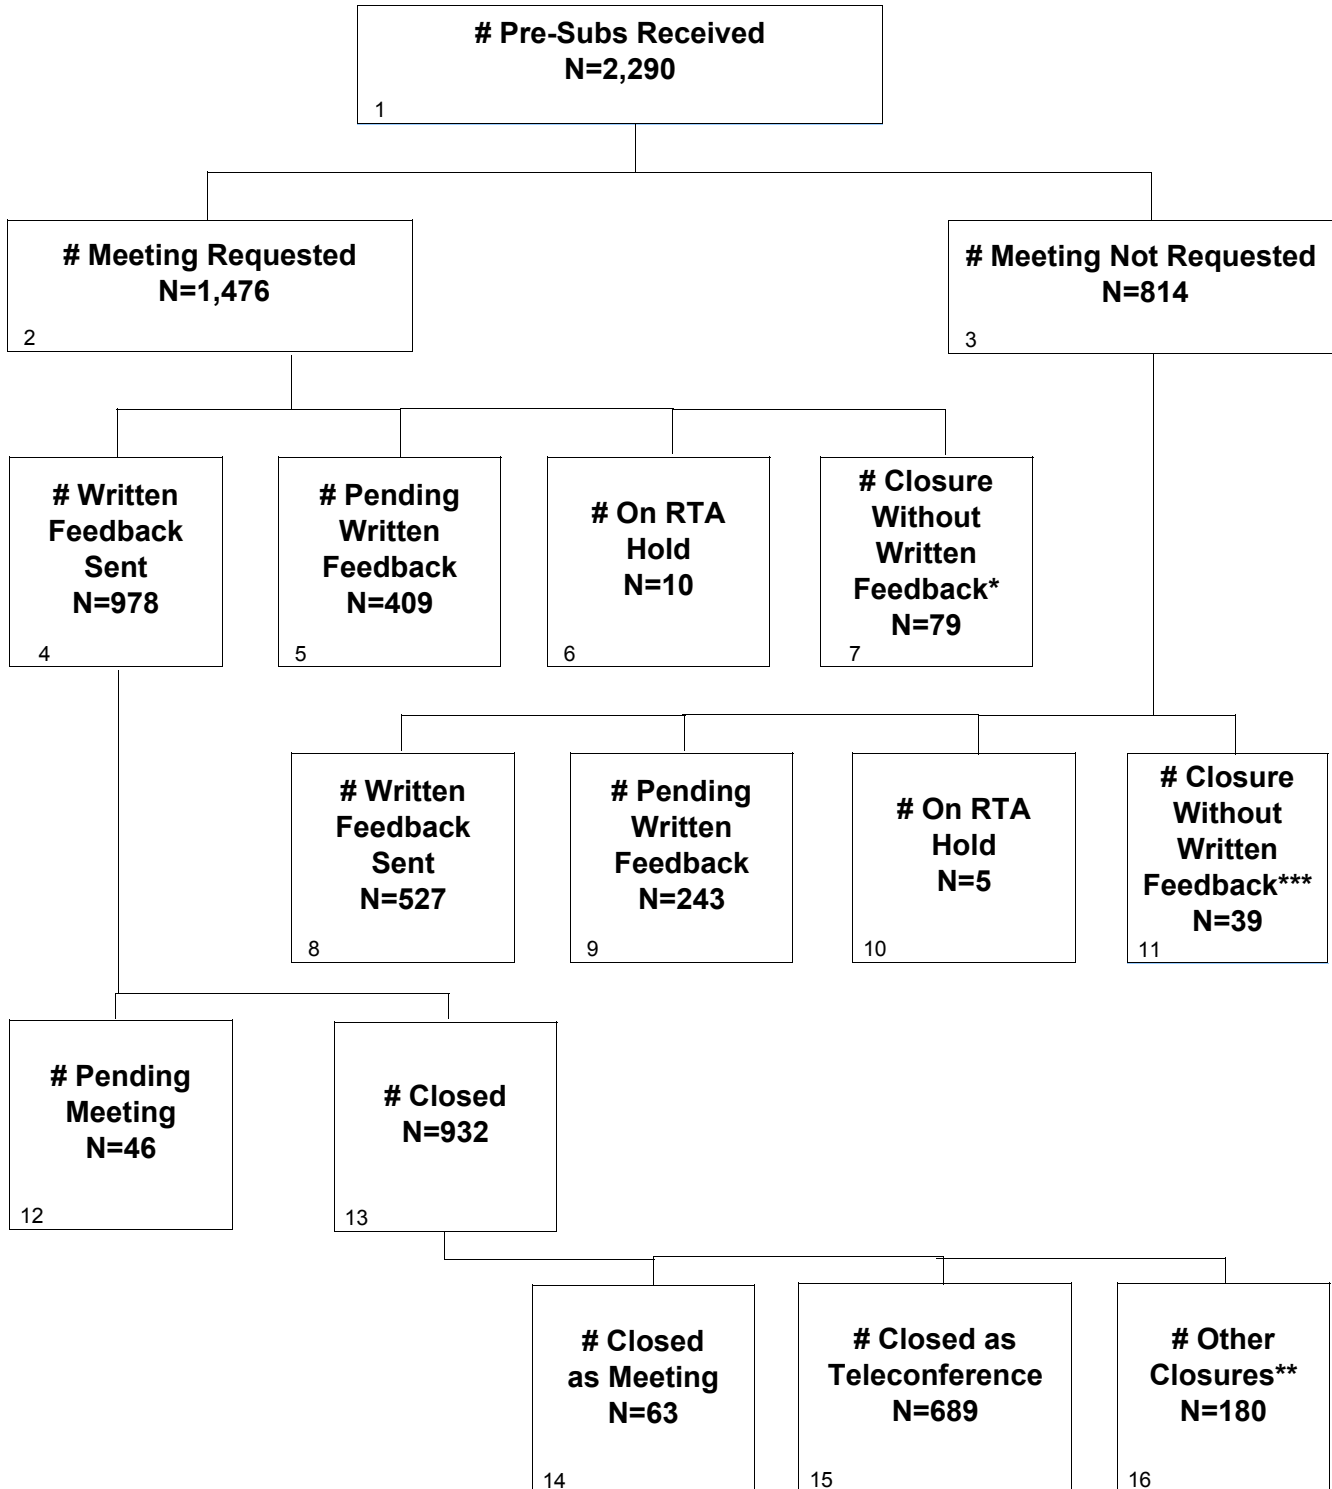 # Pre-Subs Received
N=2,290
1
# Meeting Requested
N=1,476
2
# Meeting Not Requested
N=814
3
# Written
Feedback
Sent
N=978
4
# Pending
Written
Feedback
N=409
5
# On RTA
Hold
N=10
6
# Closure
Without
Written
Feedback*
N=79
7
# Written
Feedback
Sent
N=527
8
# Pending
Written
Feedback
N=243
9
# On RTA
Hold
N=5
10
# Closure
Without
Written
Feedback***
N=39
11
# Pending
Meeting
N=46
12
# Closed
N=932
13
# Closed
as Meeting
N=63
14
# Closed as
Teleconference
N=689
15
# Other
Closures**
N=180
16